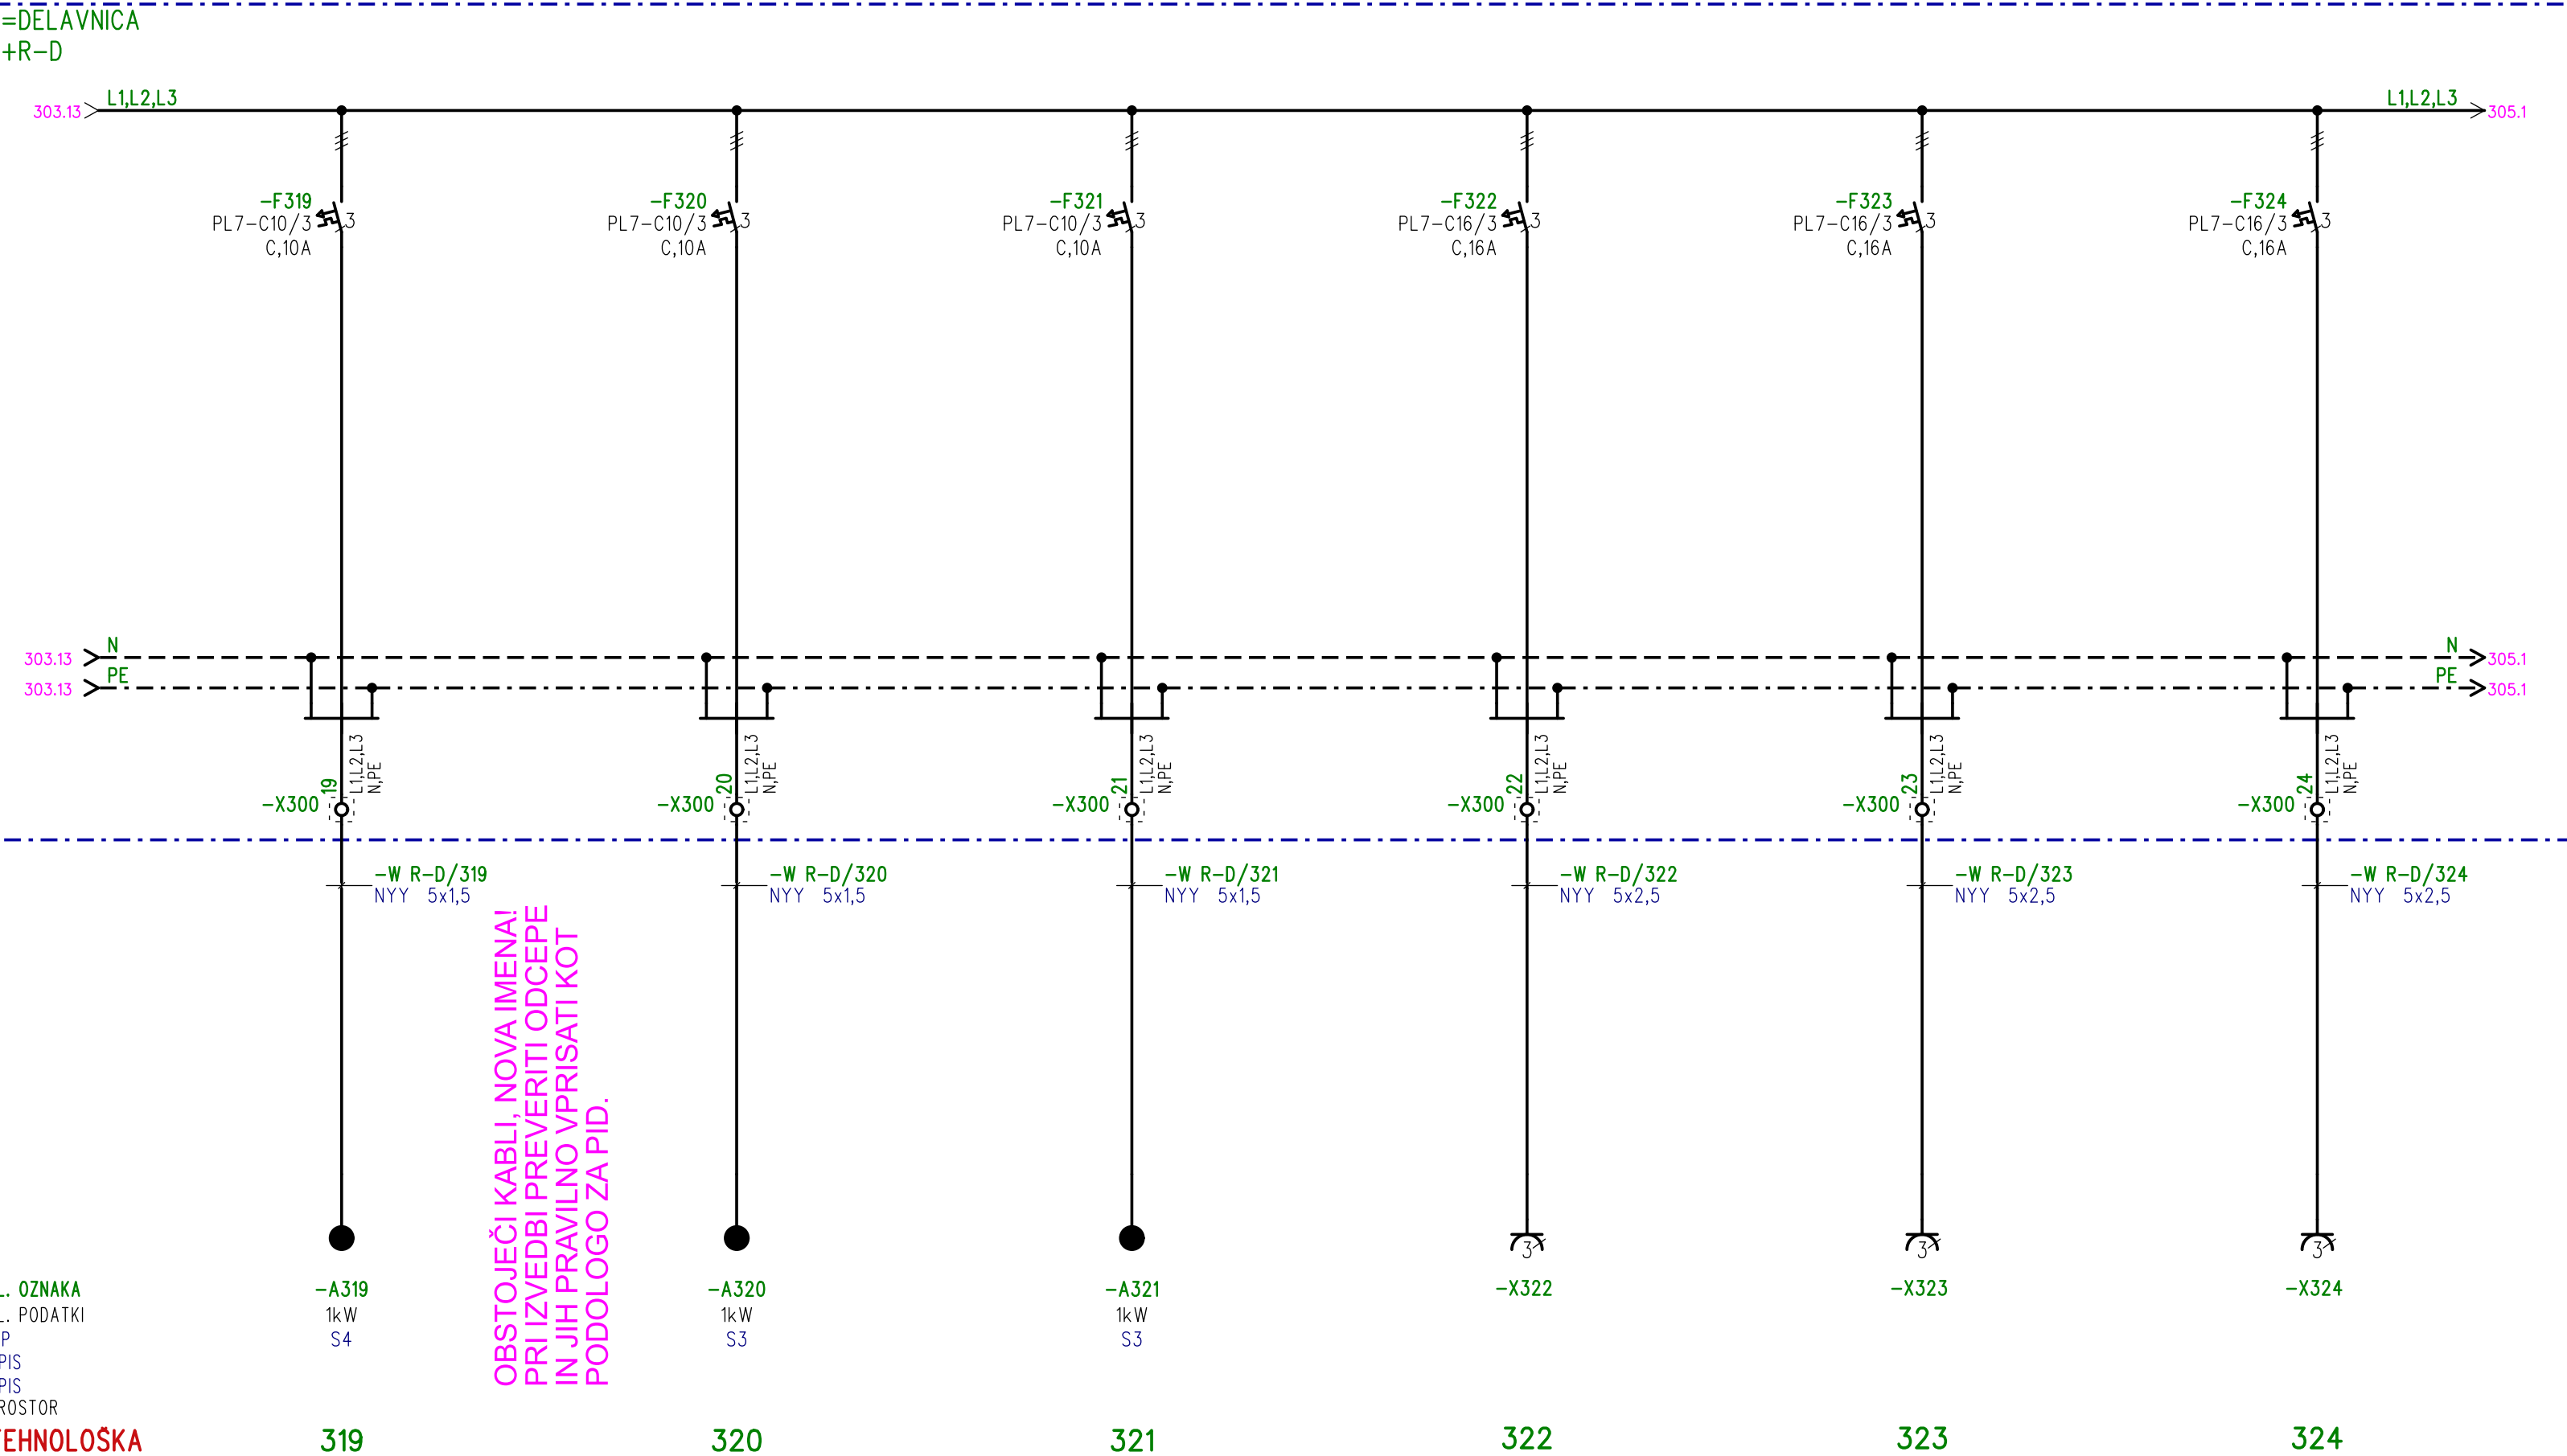 =DELAVNICA
+R-D
303.13
L1,L2,L3
L1,L2,L3
305.1
-F319
PL7-C10/3
C,10A
3
-F320
PL7-C10/3
C,10A
3
-F321
PL7-C10/3
C,10A
3
-F322
PL7-C16/3
C,16A
3
-F323
PL7-C16/3
C,16A
3
-F324
PL7-C16/3
C,16A
3
303.13
N
N
305.1
303.13
PE
PE
305.1
-X300
19
L1,L2,L3
N,PE
-X300
20
L1,L2,L3
N,PE
-X300
21
L1,L2,L3
N,PE
-X300
22
L1,L2,L3
N,PE
-X300
23
L1,L2,L3
N,PE
-X300
24
L1,L2,L3
N,PE
-W R-D/319
NYY 5x1,5
-W R-D/320
NYY 5x1,5
-W R-D/321
NYY 5x1,5
-W R-D/322
NYY 5x2,5
-W R-D/323
NYY 5x2,5
-W R-D/324
NYY 5x2,5
OBSTOJEČI KABLI, NOVA IMENA!
PRI IZVEDBI PREVERITI ODCEPE
IN JIH PRAVILNO VPRISATI KOT
PODOLOGO ZA PID.
3
3
3
L. OZNAKA
L. PODATKI
P
PIS
PIS
ROSTOR
TEHNOLOŠKA
-A319
1kW
S4
-A320
1kW
S3
-A321
1kW
S3
-X322
-X323
-X324
319
320
321
322
323
324